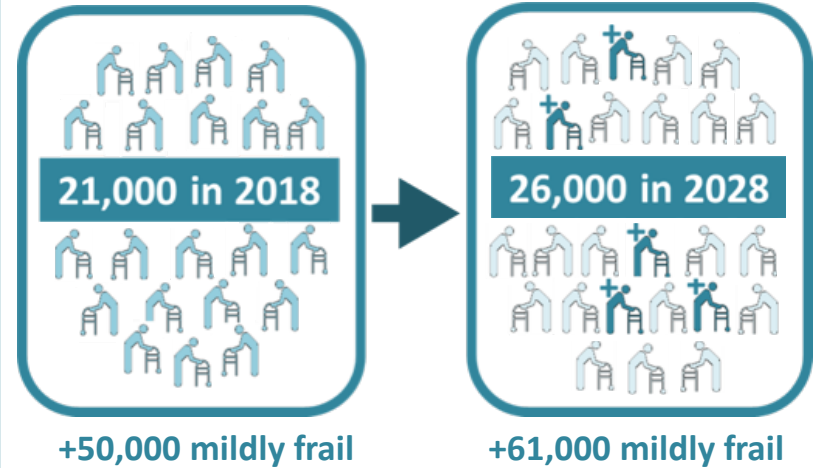 21,000 in 2018
26,000 in 2028
+50,000 mildly frail
+61,000 mildly frail